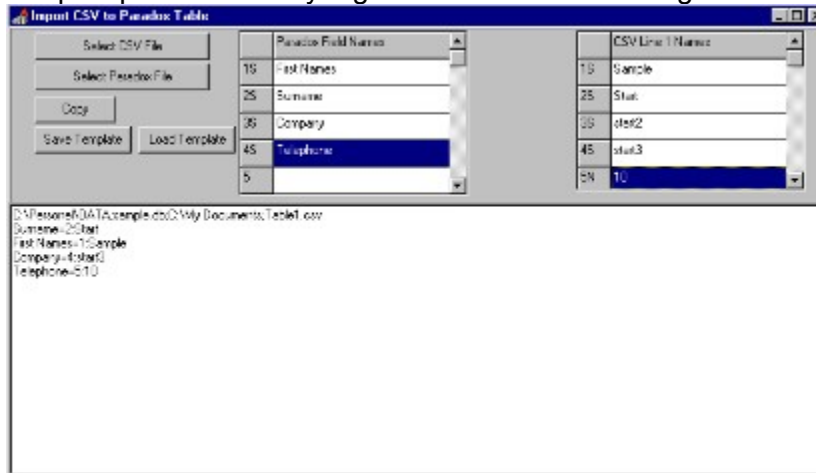 Import CSV to Paradox Table
Select CSV File
Select Paradox File
Copy
Save Template
Load Template
Paradox Field Names
1S First Names
2S Surname
3S Company
4S Telephone
5
CSV Line 1 Names
1S Sample
2S Start
3S start2
4S start3
5N 10
Surname=2:Start
First Names=1:Sample
Company=4:start3
Telephone=5:10